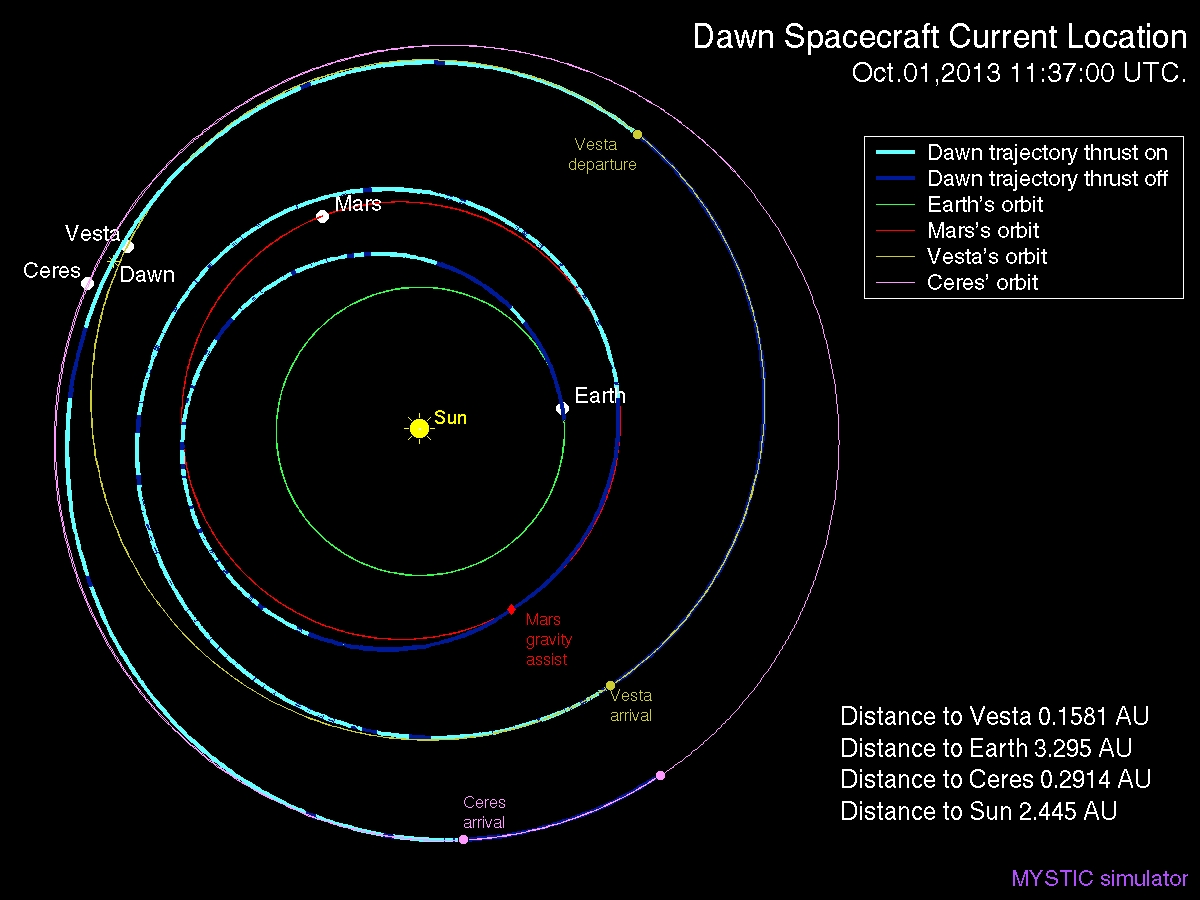 Dawn Spacecraft Current Location
Oct.01,2013 11:37:00 UTC.
Dawn trajectory thrust on
Dawn trajectory thrust off
Earth's orbit
Mars's orbit
Vesta's orbit
Ceres' orbit
Vesta
departure
Mars
Vesta
Ceres
Dawn
Earth
Sun
Mars
gravity
assist
Vesta
arrival
Ceres
arrival
Distance to Vesta 0.1581 AU
Distance to Earth 3.295 AU
Distance to Ceres 0.2914 AU
Distance to Sun 2.445 AU
MYSTIC simulator